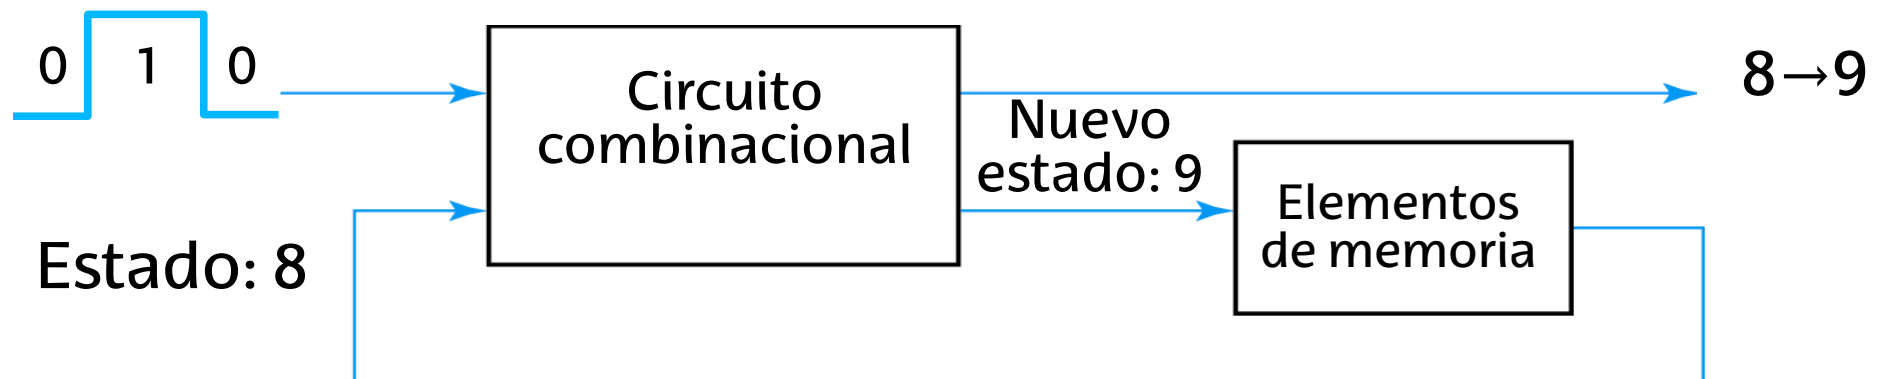 0 1 0
Circuito
combinacional
8→9
Nuevo
estado: 9
Elementos
de memoria
Estado: 8